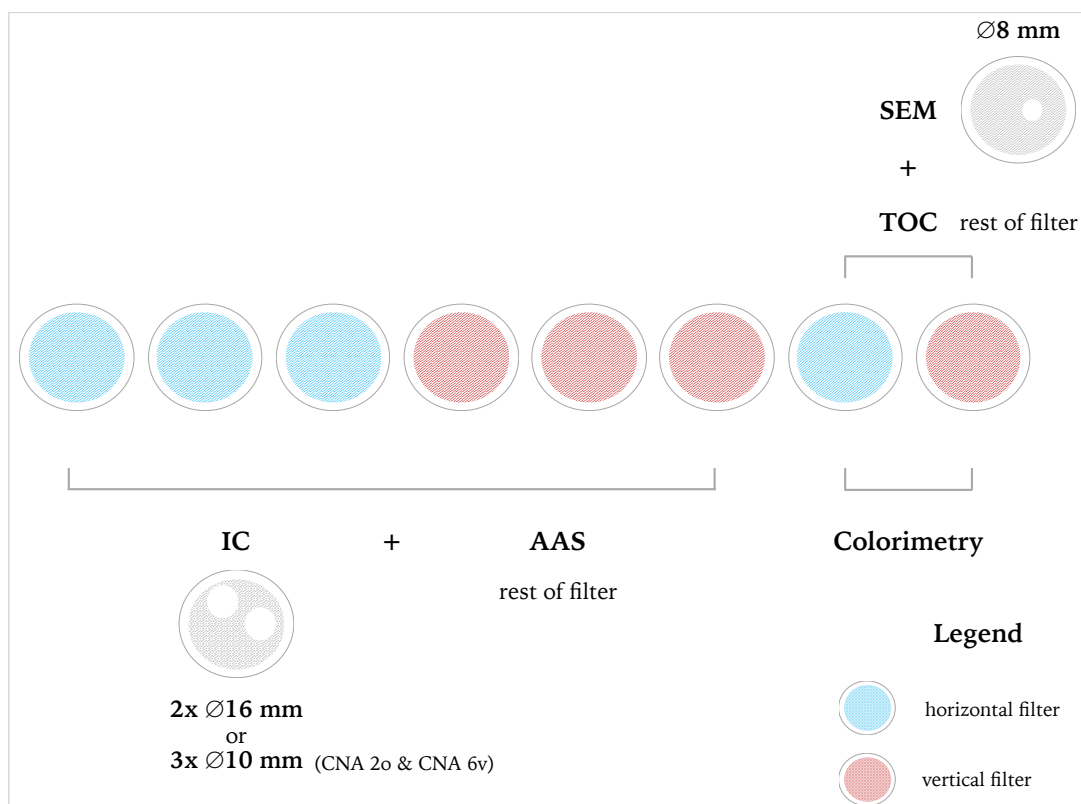 ∅8 mm
SEM
+
TOC rest of filter
IC + AAS Colorimetry
rest of filter
2x ∅16 mm
or
3x ∅10 mm (CNA 2o & CNA 6v)
Legend
horizontal filter
vertical filter